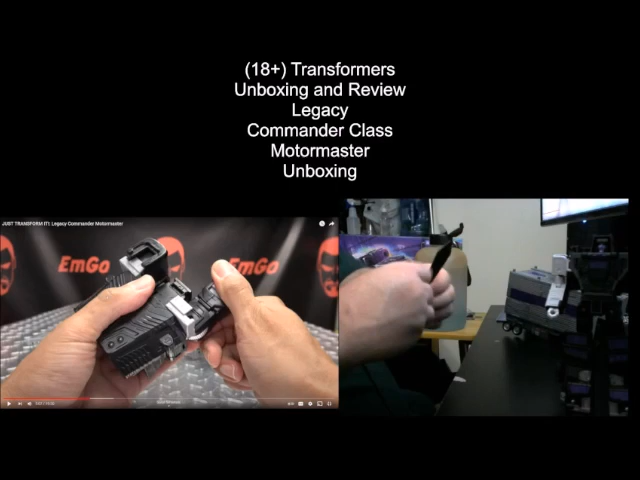 (18+) Transformers
Unboxing and Review
Legacy
Commander Class
Motormaster
Unboxing
JUST TRANSFORM IT!: Legacy Commander Motormaster
EmGo
EmGo